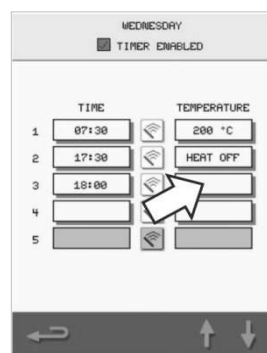 WEDNESDAY
TIMER ENABLED
TIME TEMPERATURE
1 07:30 200 °C
2 17:30 HEAT OFF
3 18:00
4
5